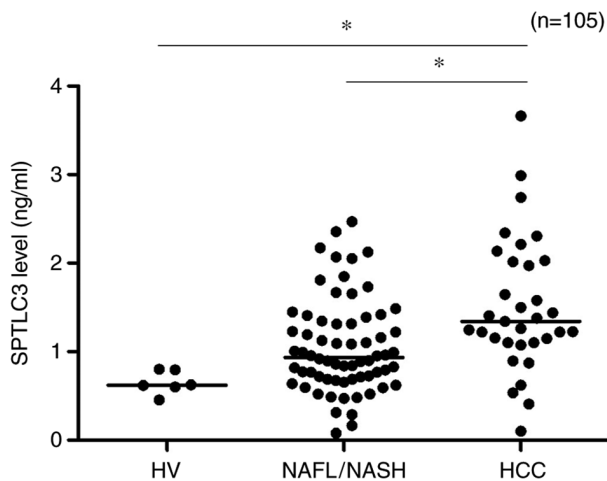 (n=105)
*
*
SPTLC3 level (ng/ml)
4
3
2
1
0
HV NAFL/NASH HCC